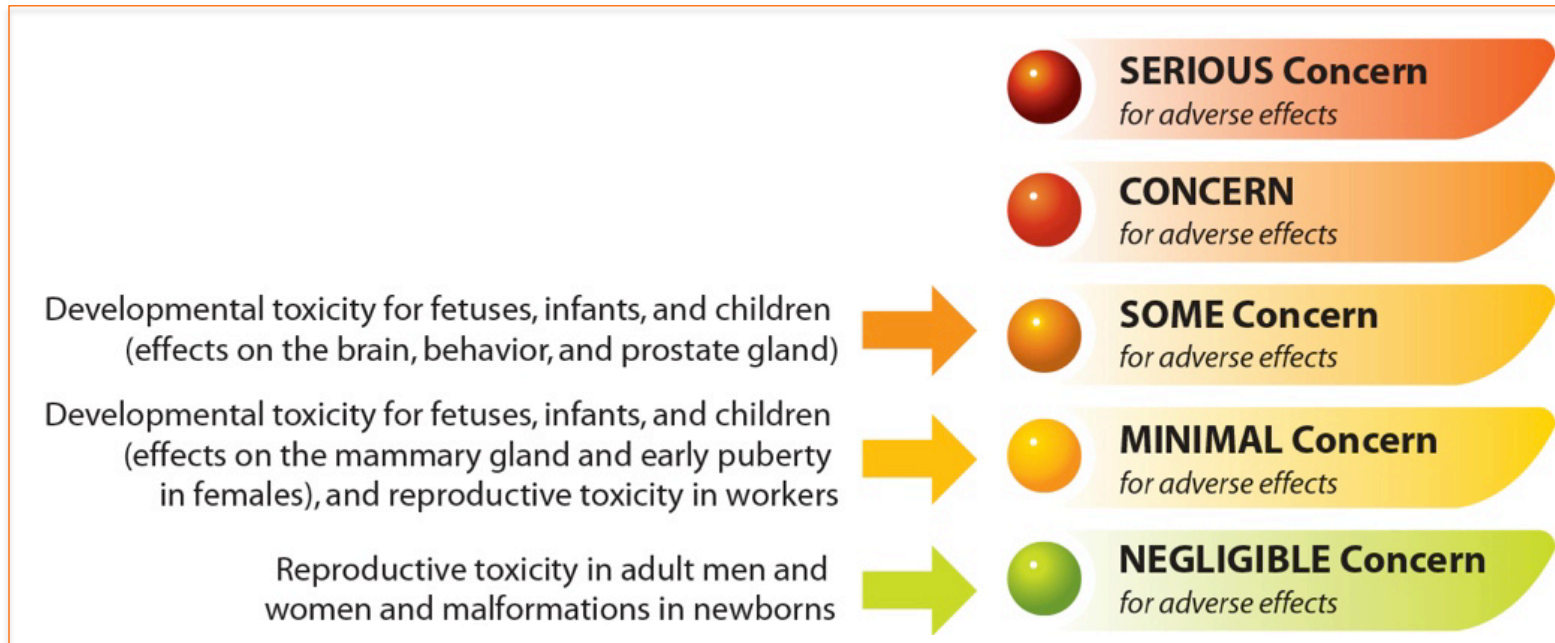 SERIOUS Concern
for adverse effects
CONCERN
for adverse effects
Developmental toxicity for fetuses, infants, and children
(effects on the brain, behavior, and prostate gland)
SOME Concern
for adverse effects
Developmental toxicity for fetuses, infants, and children
(effects on the mammary gland and early puberty
in females), and reproductive toxicity in workers
MINIMAL Concern
for adverse effects
Reproductive toxicity in adult men and
women and malformations in newborns
NEGLIGIBLE Concern
for adverse effects